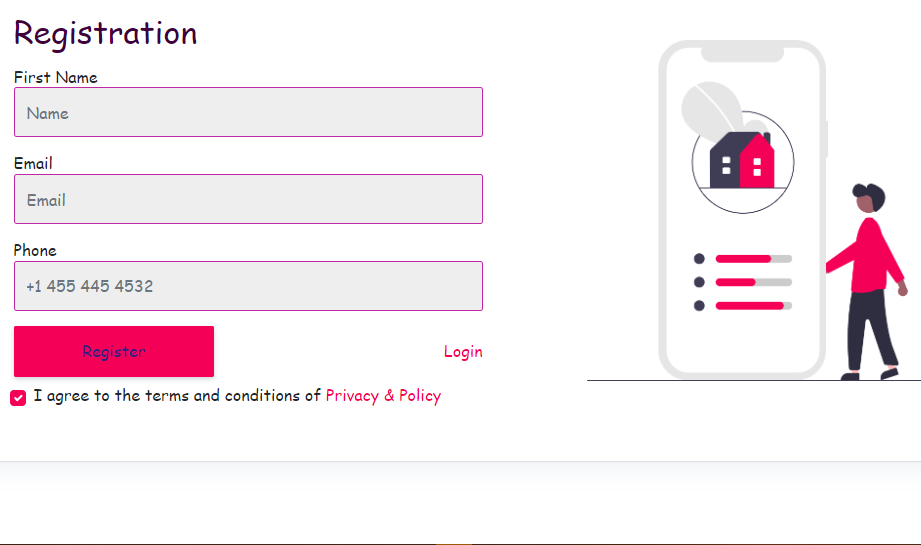 Registration
First Name
Name
Email
Email
Phone
+1 455 445 4532
Register
Login
I agree to the terms and conditions of Privacy & Policy